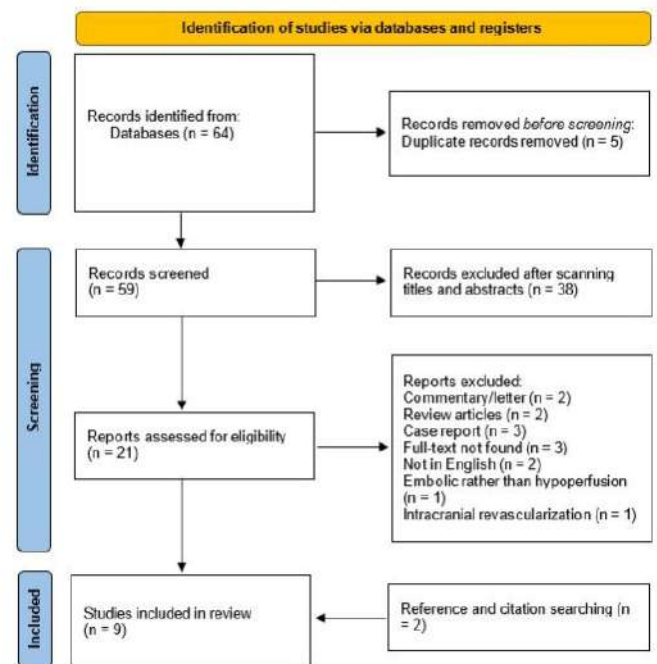 Identification of studies via databases and registers
Identification
Records identified from:
Databases (n = 64)
Records removed before screening:
Duplicate records removed (n = 5)
Screening
Records screened
(n = 59)
Records excluded after scanning
titles and abstracts (n = 38)
Reports assessed for eligibility
(n = 21)
Reports excluded:
Commentary/letter (n = 2)
Review articles (n = 2)
Case report (n = 3)
Full-text not found (n = 3)
Not in English (n = 2)
Embolic rather than hypoperfusion
(n = 1)
Intracranial revascularization (n = 1)
Included
Studies included in review
(n = 9)
Reference and citation searching (n
= 2)